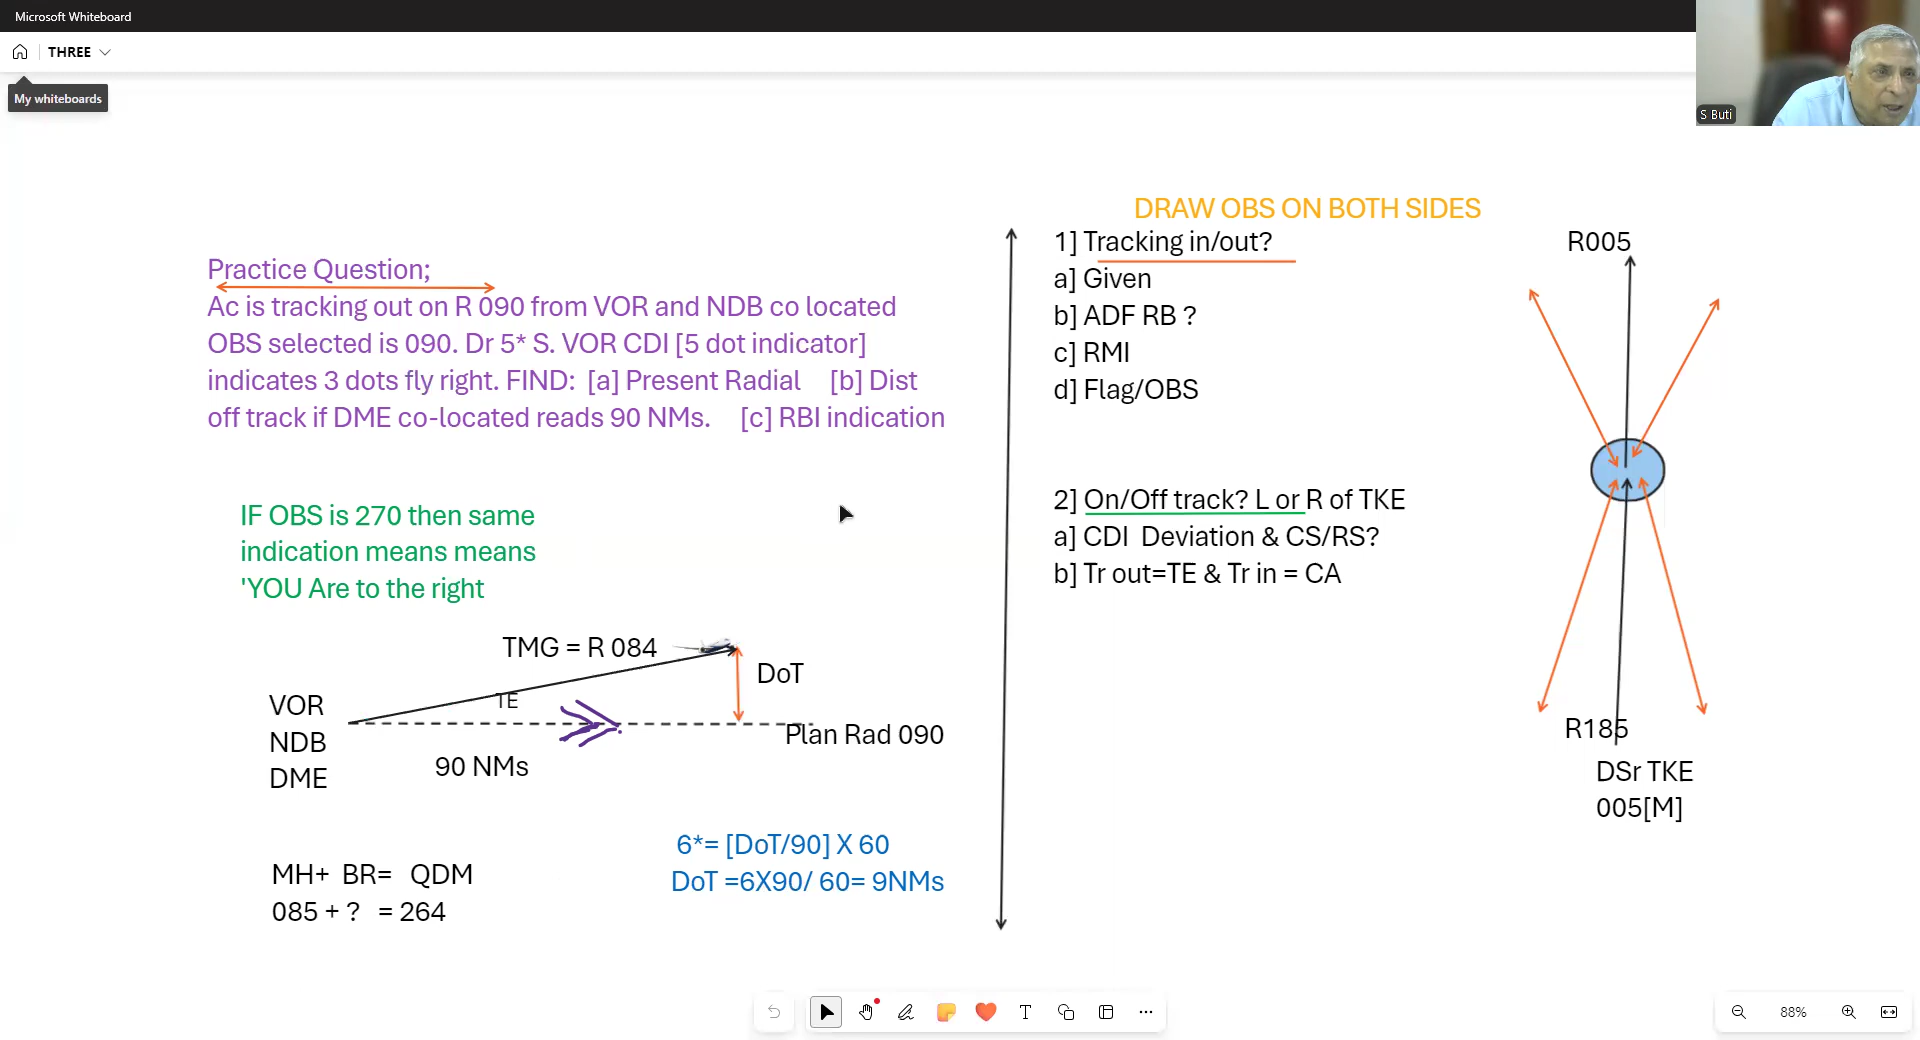 Microsoft Whiteboard
THREE
My whiteboards
S Buti
Practice Question;
Ac is tracking out on R 090 from VOR and NDB co located
OBS selected is 090. Dr 5* S. VOR CDI [5 dot indicator]
indicates 3 dots fly right. FIND: [a] Present Radial [b] Dist
off track if DME co-located reads 90 NMs. [c] RBI indication
IF OBS is 270 then same
indication means means
'YOU Are to the right
TMG = R 084
DoT
TE
VOR
NDB
DME
Plan Rad 090
90 NMs
6*= [DoT/90] X 60
DoT =6X90/ 60= 9NMs
MH+ BR= QDM
085 + ? = 264
DRAW OBS ON BOTH SIDES
1] Tracking in/out?
a] Given
b] ADF RB ?
c] RMI
d] Flag/OBS
2] On/Off track? L or R of TKE
a] CDI Deviation & CS/RS?
b] Tr out=TE & Tr in = CA
R005
R185
DSr TKE
005[M]
88%